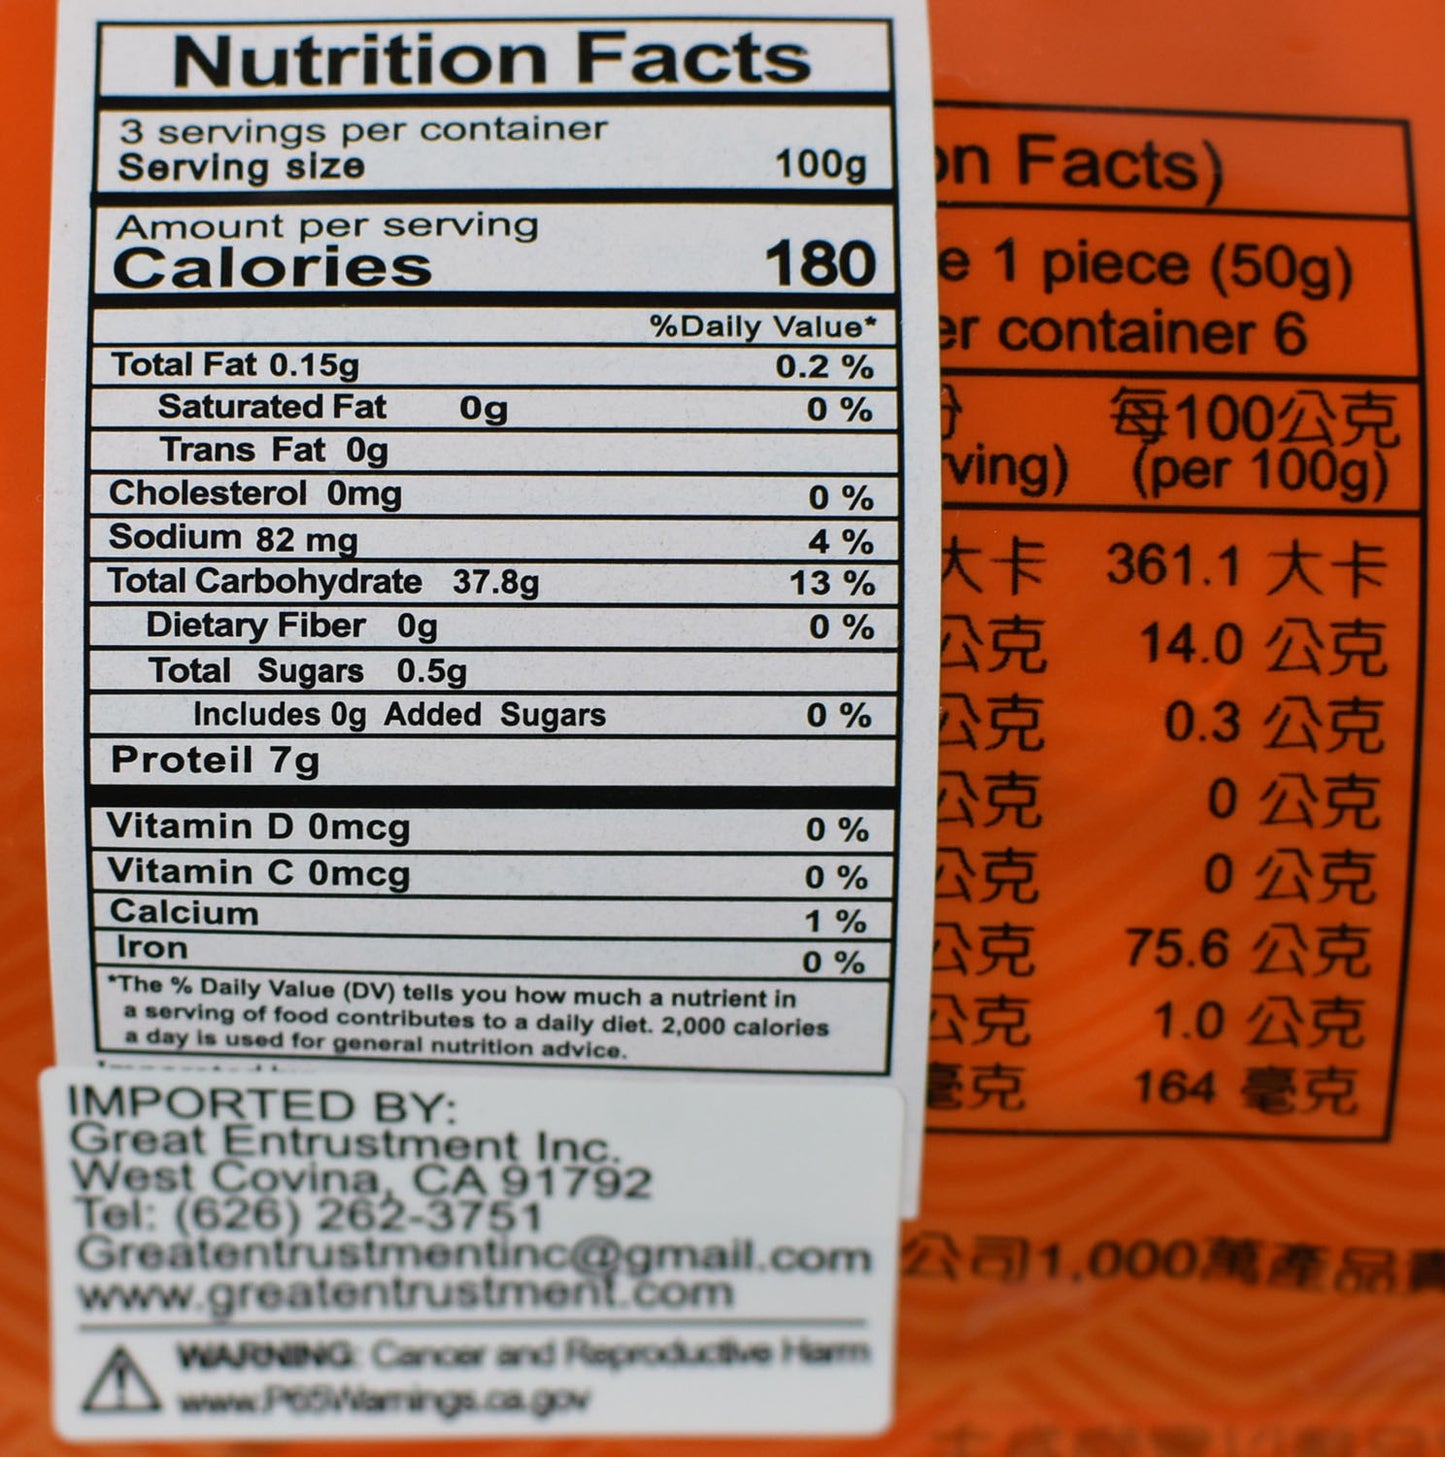 Nutrition Facts
3 servings per container
Serving size 100g
Amount per serving
Calories 180
%Daily Value*
Total Fat 0.15g 0.2 %
Saturated Fat 0g 0 %
Trans Fat 0g
Cholesterol 0mg 0 %
Sodium 82 mg 4 %
Total Carbohydrate 37.8g 13 %
Dietary Fiber 0g 0 %
Total Sugars 0.5g
Includes 0g Added Sugars 0 %
Proteil 7g
Vitamin D 0mcg 0 %
Vitamin C 0mcg 0 %
Calcium 1 %
Iron 0 %
*The % Daily Value (DV) tells you how much a nutrient in
a serving of food contributes to a daily diet. 2,000 calories
a day is used for general nutrition advice.
IMPORTED BY:
Great Entrustment Inc.
West Covina, CA 91792
Tel: (626) 262-3751
Greatentrustmentinc@gmail.com
www.greatentrustment.com
WARNING: Cancer and Reproductive Harm
www.P65Warnings.ca.gov
on Facts)
e 1 piece (50g)
er container 6
份 每100公克
ving) (per 100g)
大卡 361.1 大卡
公克 14.0 公克
公克 0.3 公克
公克 0 公克
公克 0 公克
公克 75.6 公克
公克 1.0 公克
毫克 164 毫克
公司1,000萬產品責